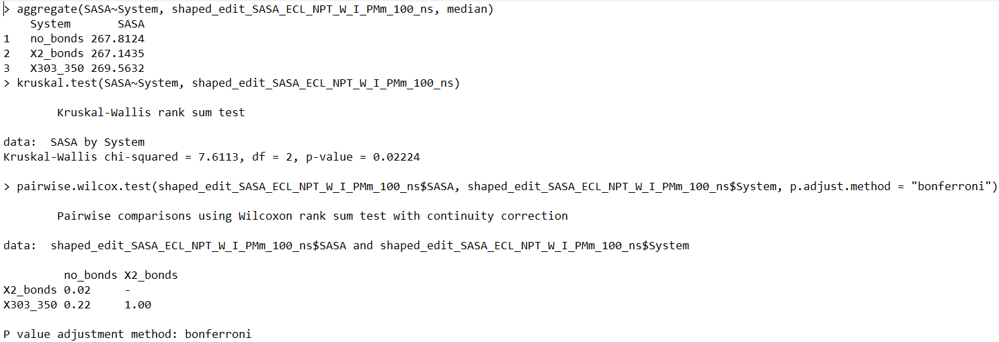 > aggregate(SASA~System, shaped_edit_SASA_ECL_NPT_W_I_PMm_100_ns, median)
    System       SASA
1   no_bonds 267.8124
2   X2_bonds 267.1435
3   X303_350 269.5632
> kruskal.test(SASA~System, shaped_edit_SASA_ECL_NPT_W_I_PMm_100_ns)

        Kruskal-Wallis rank sum test

data:  SASA by System
Kruskal-Wallis chi-squared = 7.6113, df = 2, p-value = 0.02224

> pairwise.wilcox.test(shaped_edit_SASA_ECL_NPT_W_I_PMm_100_ns$SASA, shaped_edit_SASA_ECL_NPT_W_I_PMm_100_ns$System, p.adjust.method = "bonferroni")

        Pairwise comparisons using Wilcoxon rank sum test with continuity correction

data:  shaped_edit_SASA_ECL_NPT_W_I_PMm_100_ns$SASA and shaped_edit_SASA_ECL_NPT_W_I_PMm_100_ns$System

         no_bonds X2_bonds
X2_bonds 0.02     -
X303_350 0.22     1.00

P value adjustment method: bonferroni